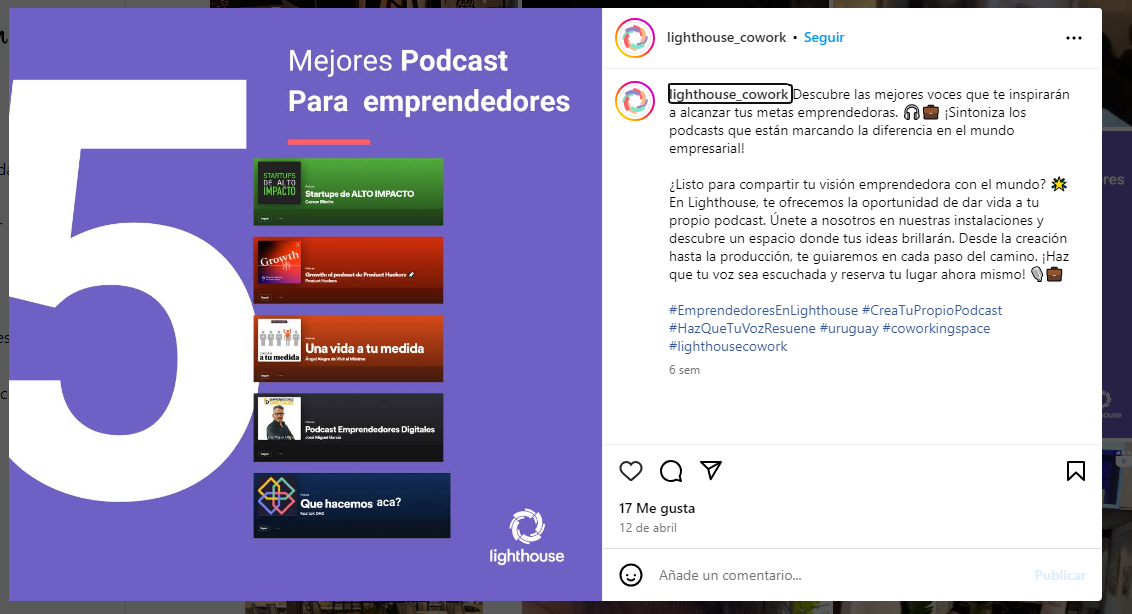 5
Mejores Podcast
Para emprendedores
STARTUPS
DE ALTO
IMPACTO
Podcast
Startups de ALTO IMPACTO
Carlos Ribeiro
Growth
Podcast
Growth: el podcast de Product Hackers 🚀
Product Hackers
a tu medida
Podcast
Una vida a tu medida
Angel Alegre de Vivir al Máximo
EMPRENDEDORES
DIGITALES
Podcast
Podcast Emprendedores Digitales
José Miguel García
Podcast
Que hacemos aca?
lighthouse
lighthouse_cowork • Seguir
lighthouse_cowork Descubre las mejores voces que te inspirarán
a alcanzar tus metas emprendedoras. 🎧💼 ¡Sintoniza los
podcasts que están marcando la diferencia en el mundo
empresarial!
¿Listo para compartir tu visión emprendedora con el mundo? 🌟
En Lighthouse, te ofrecemos la oportunidad de dar vida a tu
propio podcast. Únete a nosotros en nuestras instalaciones y
descubre un espacio donde tus ideas brillarán. Desde la creación
hasta la producción, te guiaremos en cada paso del camino. ¡Haz
que tu voz sea escuchada y reserva tu lugar ahora mismo! 🎙️💼
#EmprendedoresEnLighthouse #CreaTuPropioPodcast
#HazQueTuVozResuene #uruguay #coworkingspace
#lighthousecowork
6 sem
17 Me gusta
12 de abril
Añade un comentario...
Publicar